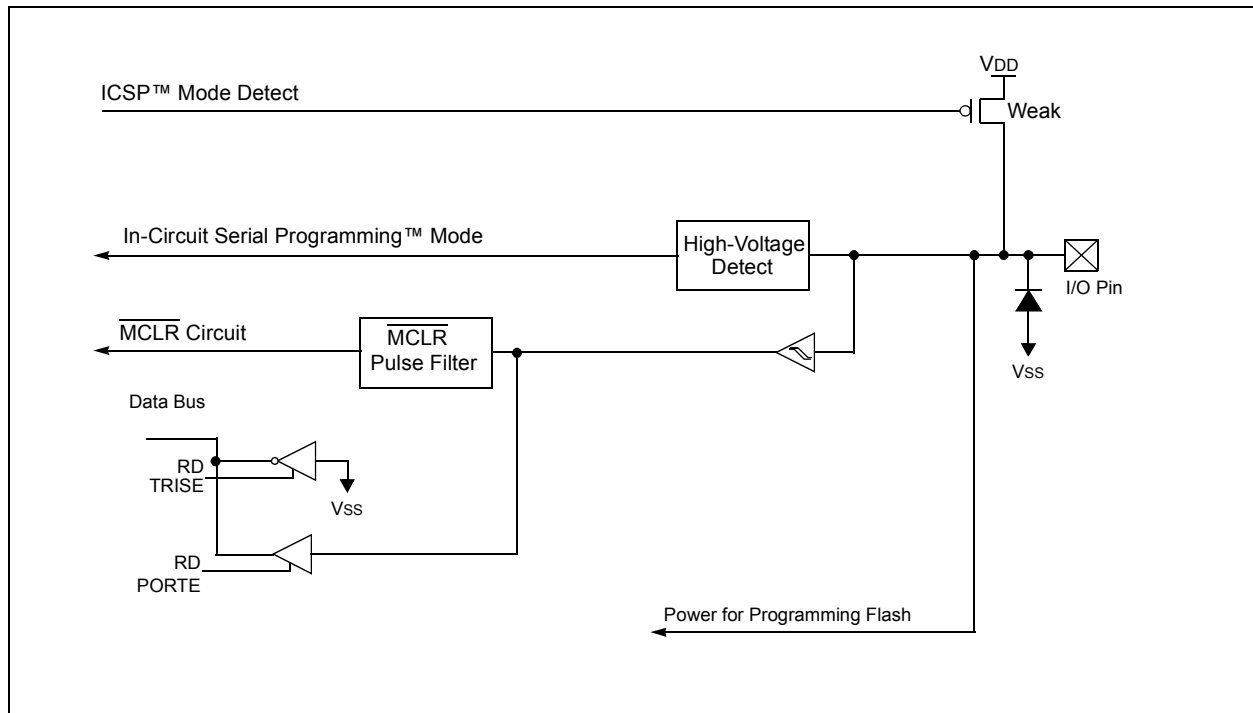 VDD
ICSP™ Mode Detect
Weak
In-Circuit Serial Programming™ Mode
High-Voltage
Detect
I/O Pin
MCLR Circuit
MCLR
Pulse Filter
VSS
Data Bus
RD
TRISE
VSS
RD
PORTE
Power for Programming Flash